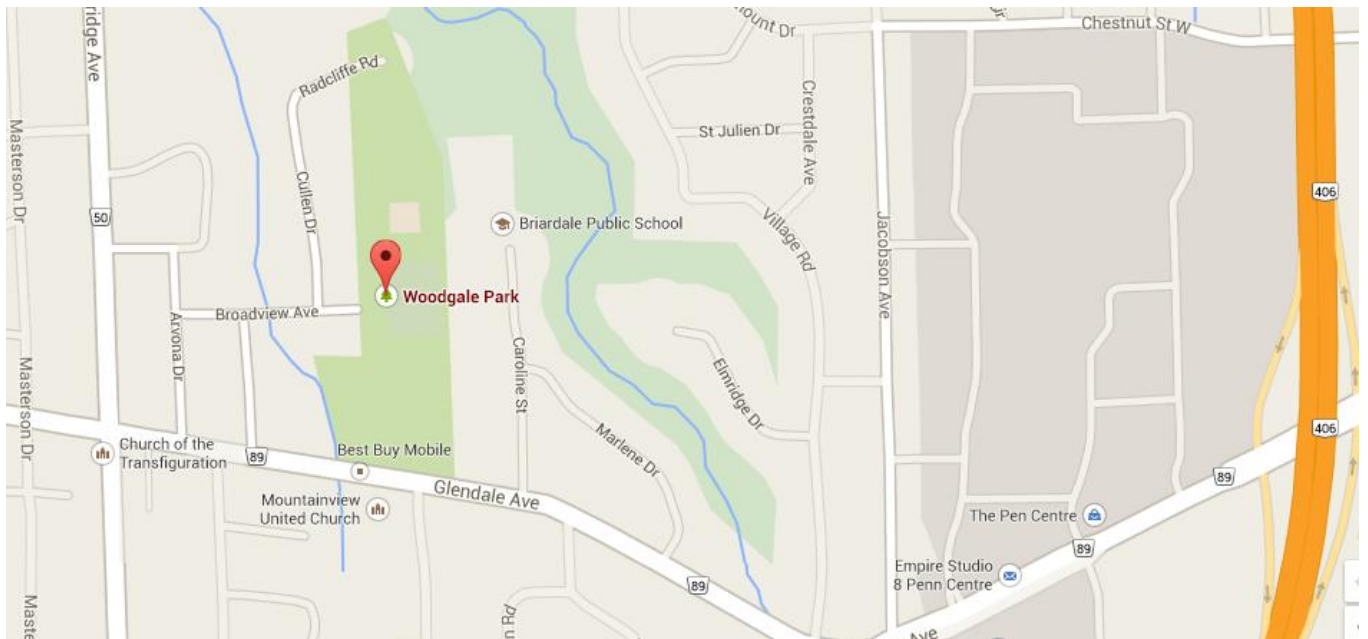 ridge Ave
mount Dr
Chestnut St W
Radcliffe Rd
Crestdale Ave
Masterson Dr
St Julien Dr
Cullen Dr
406
50
Briardale Public School
Village Rd
Jacobson Ave
Woodgale Park
Broadview Ave
Arvona Dr
Caroline St
Elmridge Dr
Masterson Dr
406
Church of the
Transfiguration
89
Best Buy Mobile
Marlene Dr
Glendale Ave
89
Mountainview
United Church
The Pen Centre
89
Empire Studio
8 Penn Centre
89
Maste
n Rd
Ave